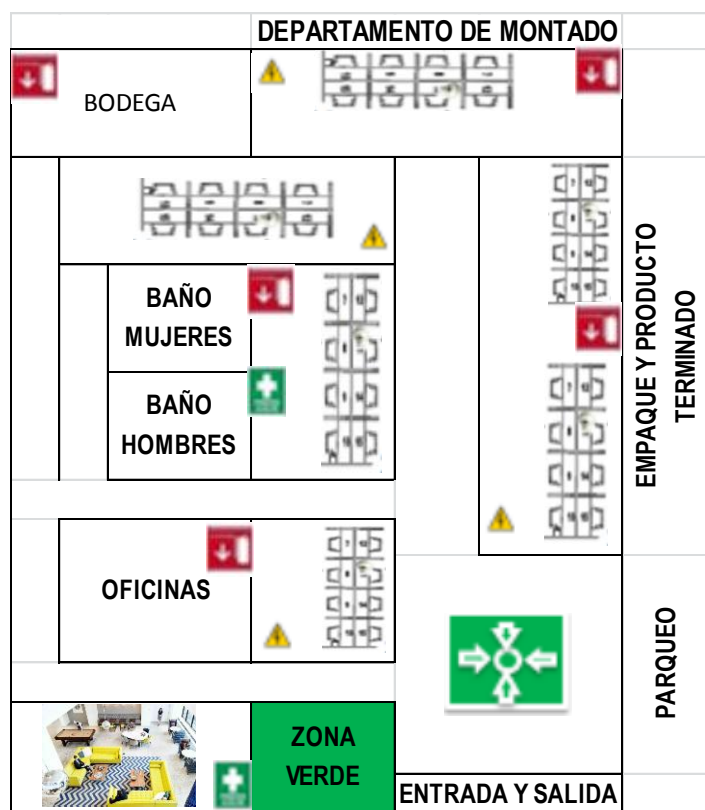 DEPARTAMENTO DE MONTADO
BODEGA
BAÑO
MUJERES
BAÑO
HOMBRES
EMPAQUE Y PRODUCTO
TERMINADO
OFICINAS
PARQUEO
ZONA
VERDE
ENTRADA Y SALIDA